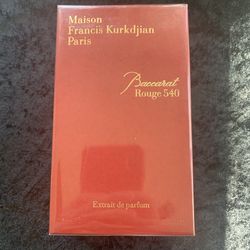 Maison
Francis Kurkdjian
Paris
Baccarat
Rouge 540
Extrait de parfum